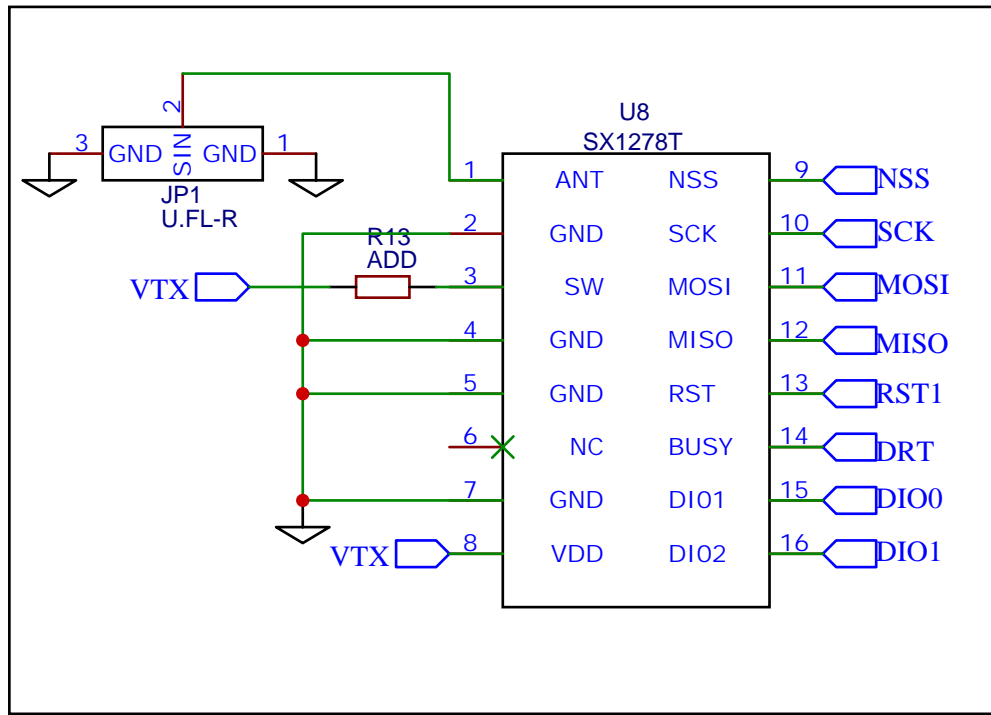 2
3 GND SIN GND 1
JP1
U.FL-R
U8
SX1278T
1 ANT NSS 9 NSS
2 GND SCK 10 SCK
R13
ADD
VTX 3 SW MOSI 11 MOSI
4 GND MISO 12 MISO
5 GND RST 13 RST1
6 NC BUSY 14 DRT
7 GND DI01 15 DIO0
VTX 8 VDD DI02 16 DIO1